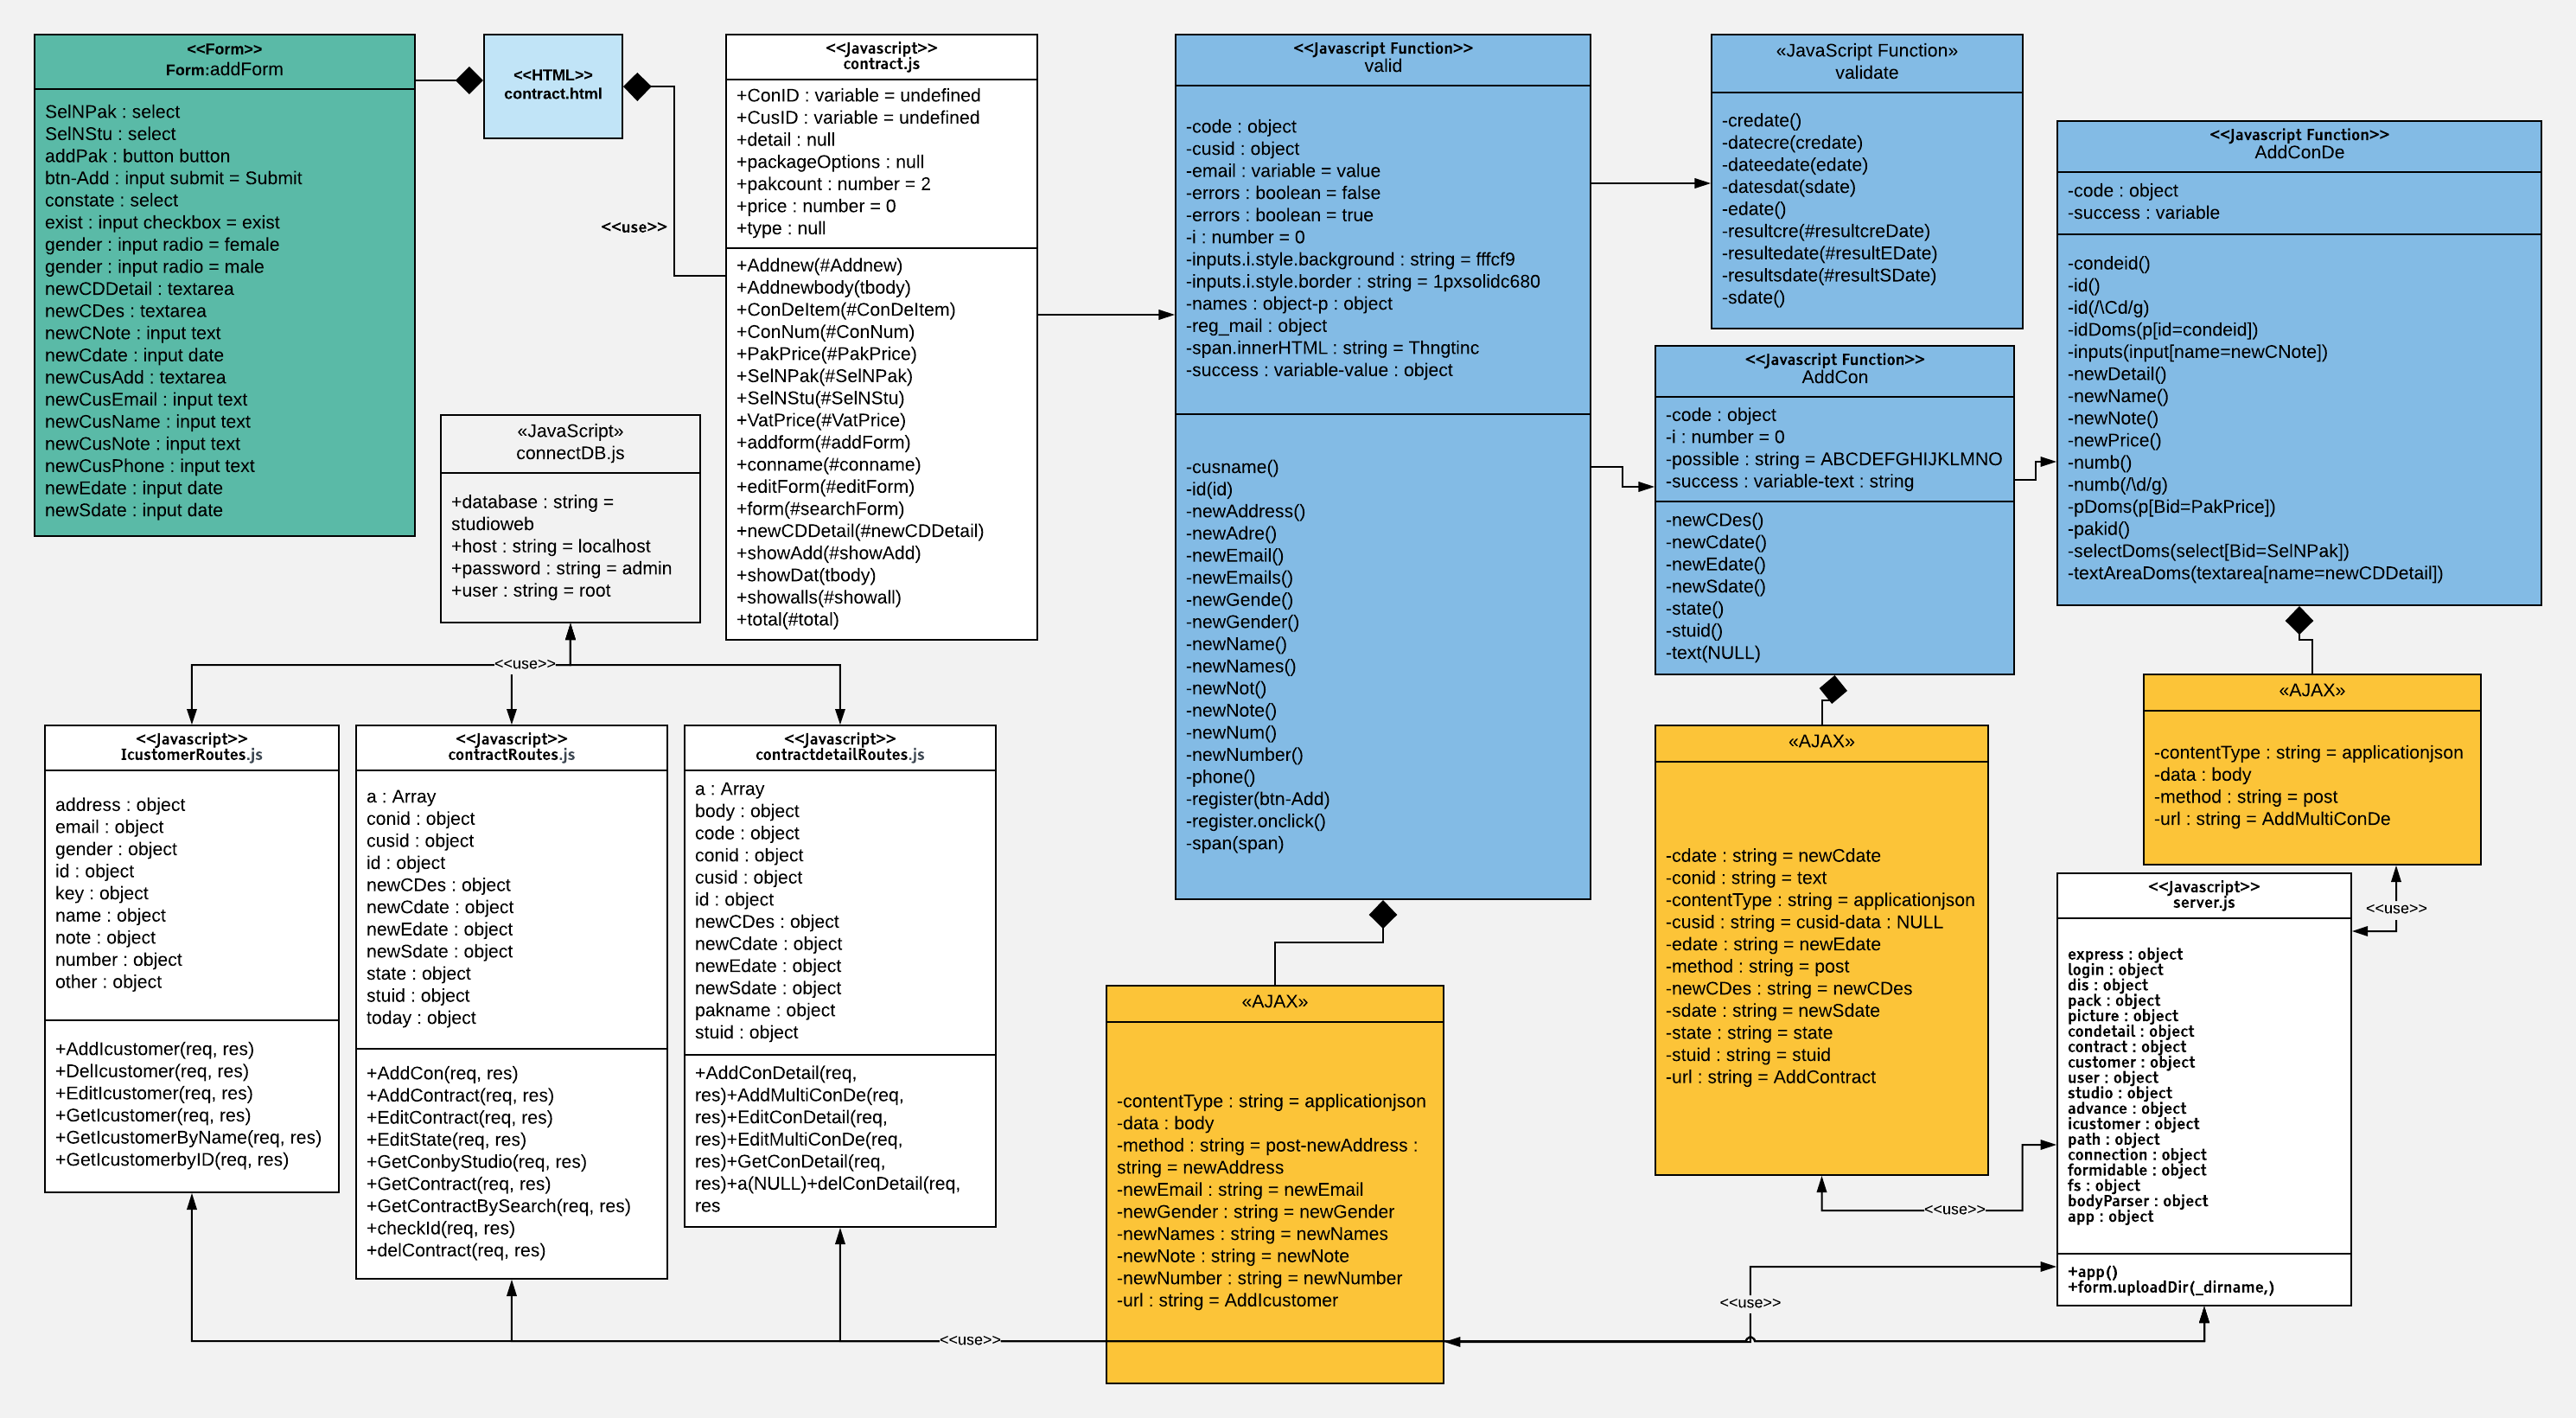 <<Form>>
Form:addForm
SelNPak : select
SelNStu : select
addPak : button button
btn-Add : input submit = Submit
constate : select
exist : input checkbox = exist
gender : input radio = female
gender : input radio = male
newCDDetail : textarea
newCDes : textarea
newCNote : input text
newCdate : input date
newCusAdd : textarea
newCusEmail : input text
newCusName : input text
newCusNote : input text
newCusPhone : input text
newEdate : input date
newSdate : input date
<<HTML>>
contract.html
<<use>>
<<Javascript>>
contract.js
+ConID : variable = undefined
+CusID : variable = undefined
+detail : null
+packageOptions : null
+pakcount : number = 2
+price : number = 0
+type : null
+Addnew(#Addnew)
+Addnewbody(tbody)
+ConDeItem(#ConDeItem)
+ConNum(#ConNum)
+PakPrice(#PakPrice)
+SelNPak(#SelNPak)
+SelNStu(#SelNStu)
+VatPrice(#VatPrice)
+addform(#addForm)
+conname(#conname)
+editForm(#editForm)
+form(#searchForm)
+newCDDetail(#newCDDetail)
+showAdd(#showAdd)
+showDat(tbody)
+showalls(#showall)
+total(#total)
<<Javascript Function>>
valid
-code : object
-cusid : object
-email : variable = value
-errors : boolean = false
-errors : boolean = true
-i : number = 0
-inputs.i.style.background : string = fffcf9
-inputs.i.style.border : string = 1pxsolidc680
-names : object-p : object
-reg_mail : object
-span.innerHTML : string = Thngtinc
-success : variable-value : object
-cusname()
-id(id)
-newAddress()
-newAdre()
-newEmail()
-newEmails()
-newGende()
-newGender()
-newName()
-newNames()
-newNot()
-newNote()
-newNum()
-newNumber()
-phone()
-register(btn-Add)
-register.onclick()
-span(span)
«JavaScript Function»
validate
-credate()
-datecre(credate)
-dateedate(edate)
-datesdat(sdate)
-edate()
-resultcre(#resultcreDate)
-resultedate(#resultEDate)
-resultsdate(#resultSDate)
-sdate()
<<Javascript Function>>
AddCon
-code : object
-i : number = 0
-possible : string = ABCDEFGHIJKLMNO
-success : variable-text : string
-newCDes()
-newCdate()
-newEdate()
-newSdate()
-state()
-stuid()
-text(NULL)
<<Javascript Function>>
AddConDe
-code : object
-success : variable
-condeid()
-id()
-id(/\Cd/g)
-idDoms(p[id=condeid])
-inputs(input[name=newCNote])
-newDetail()
-newName()
-newNote()
-newPrice()
-numb()
-numb(/\d/g)
-pDoms(p[Bid=PakPrice])
-pakid()
-selectDoms(select[Bid=SelNPak])
-textAreaDoms(textarea[name=newCDDetail])
«JavaScript»
connectDB.js
+database : string =
studioweb
+host : string = localhost
+password : string = admin
+user : string = root
<<use>>
<<Javascript>>
IcustomerRoutes.js
address : object
email : object
gender : object
id : object
key : object
name : object
note : object
number : object
other : object
+AddIcustomer(req, res)
+DelIcustomer(req, res)
+EditIcustomer(req, res)
+GetIcustomer(req, res)
+GetIcustomerByName(req, res)
+GetIcustomerbyID(req, res)
<<Javascript>>
contractRoutes.js
a : Array
conid : object
cusid : object
id : object
newCDes : object
newCdate : object
newEdate : object
newSdate : object
state : object
stuid : object
today : object
+AddCon(req, res)
+AddContract(req, res)
+EditContract(req, res)
+EditState(req, res)
+GetConbyStudio(req, res)
+GetContract(req, res)
+GetContractBySearch(req, res)
+checkId(req, res)
+delContract(req, res)
<<Javascript>>
contractdetailRoutes.js
a : Array
body : object
code : object
conid : object
cusid : object
id : object
newCDes : object
newCdate : object
newEdate : object
newSdate : object
pakname : object
stuid : object
+AddConDetail(req,
res)+AddMultiConDe(req,
res)+EditConDetail(req,
res)+EditMultiConDe(req,
res)+GetConDetail(req,
res)+a(NULL)+delConDetail(req,
res
<<use>>
«AJAX»
-contentType : string = applicationjson
-data : body
-method : string = post-newAddress :
string = newAddress
-newEmail : string = newEmail
-newGender : string = newGender
-newNames : string = newNames
-newNote : string = newNote
-newNumber : string = newNumber
-url : string = AddIcustomer
«AJAX»
-cdate : string = newCdate
-conid : string = text
-contentType : string = applicationjson
-cusid : string = cusid-data : NULL
-edate : string = newEdate
-method : string = post
-newCDes : string = newCDes
-sdate : string = newSdate
-state : string = state
-stuid : string = stuid
-url : string = AddContract
<<use>>
<<use>>
«AJAX»
-contentType : string = applicationjson
-data : body
-method : string = post
-url : string = AddMultiConDe
<<use>>
<<Javascript>>
server.js
express : object
login : object
dis : object
pack : object
picture : object
condetail : object
contract : object
customer : object
user : object
studio : object
advance : object
icustomer : object
path : object
connection : object
formidable : object
fs : object
bodyParser : object
app : object
+app()
+form.uploadDir(_dirname,)